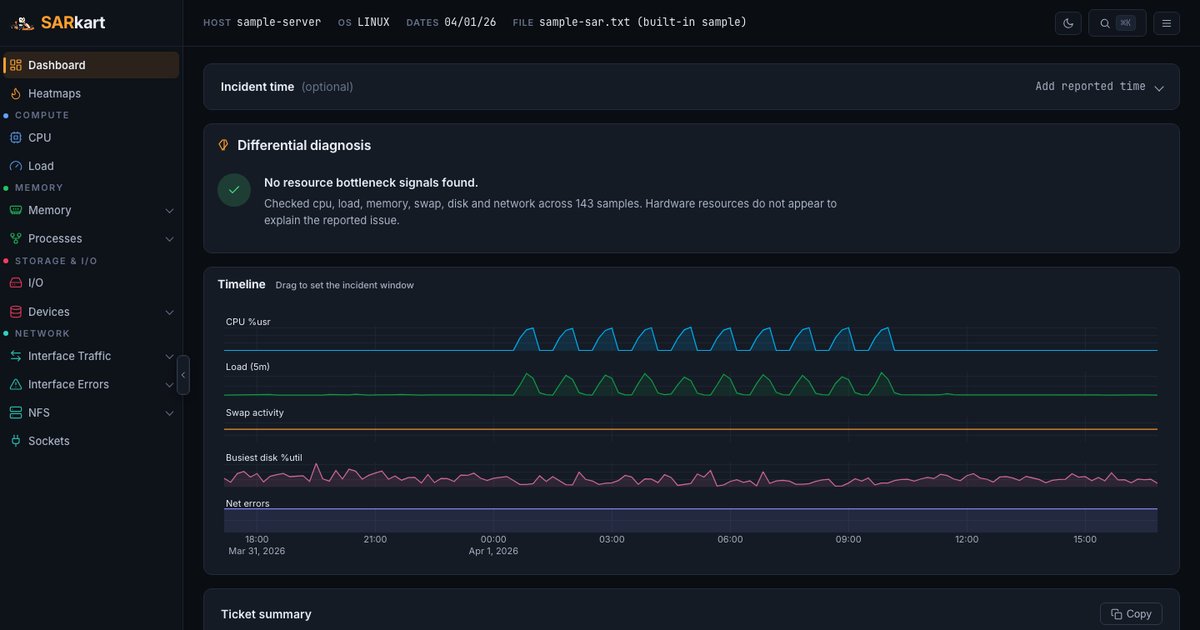 SARkart
HOST sample-server OS LINUX DATES 04/01/26 FILE sample-sar.txt (built-in sample)
⌘K
Dashboard
Heatmaps
COMPUTE
CPU
Load
MEMORY
Memory
Processes
STORAGE & I/O
I/O
Devices
NETWORK
Interface Traffic
Interface Errors
NFS
Sockets
Incident time (optional)
Add reported time
Differential diagnosis
No resource bottleneck signals found.
Checked cpu, load, memory, swap, disk and network across 143 samples. Hardware resources do not appear to
explain the reported issue.
Timeline Drag to set the incident window
CPU %usr
Load (5m)
Swap activity
Busiest disk %util
Net errors
18:00 21:00 00:00 03:00 06:00 09:00 12:00 15:00
Mar 31, 2026 Apr 1, 2026
Ticket summary
Copy